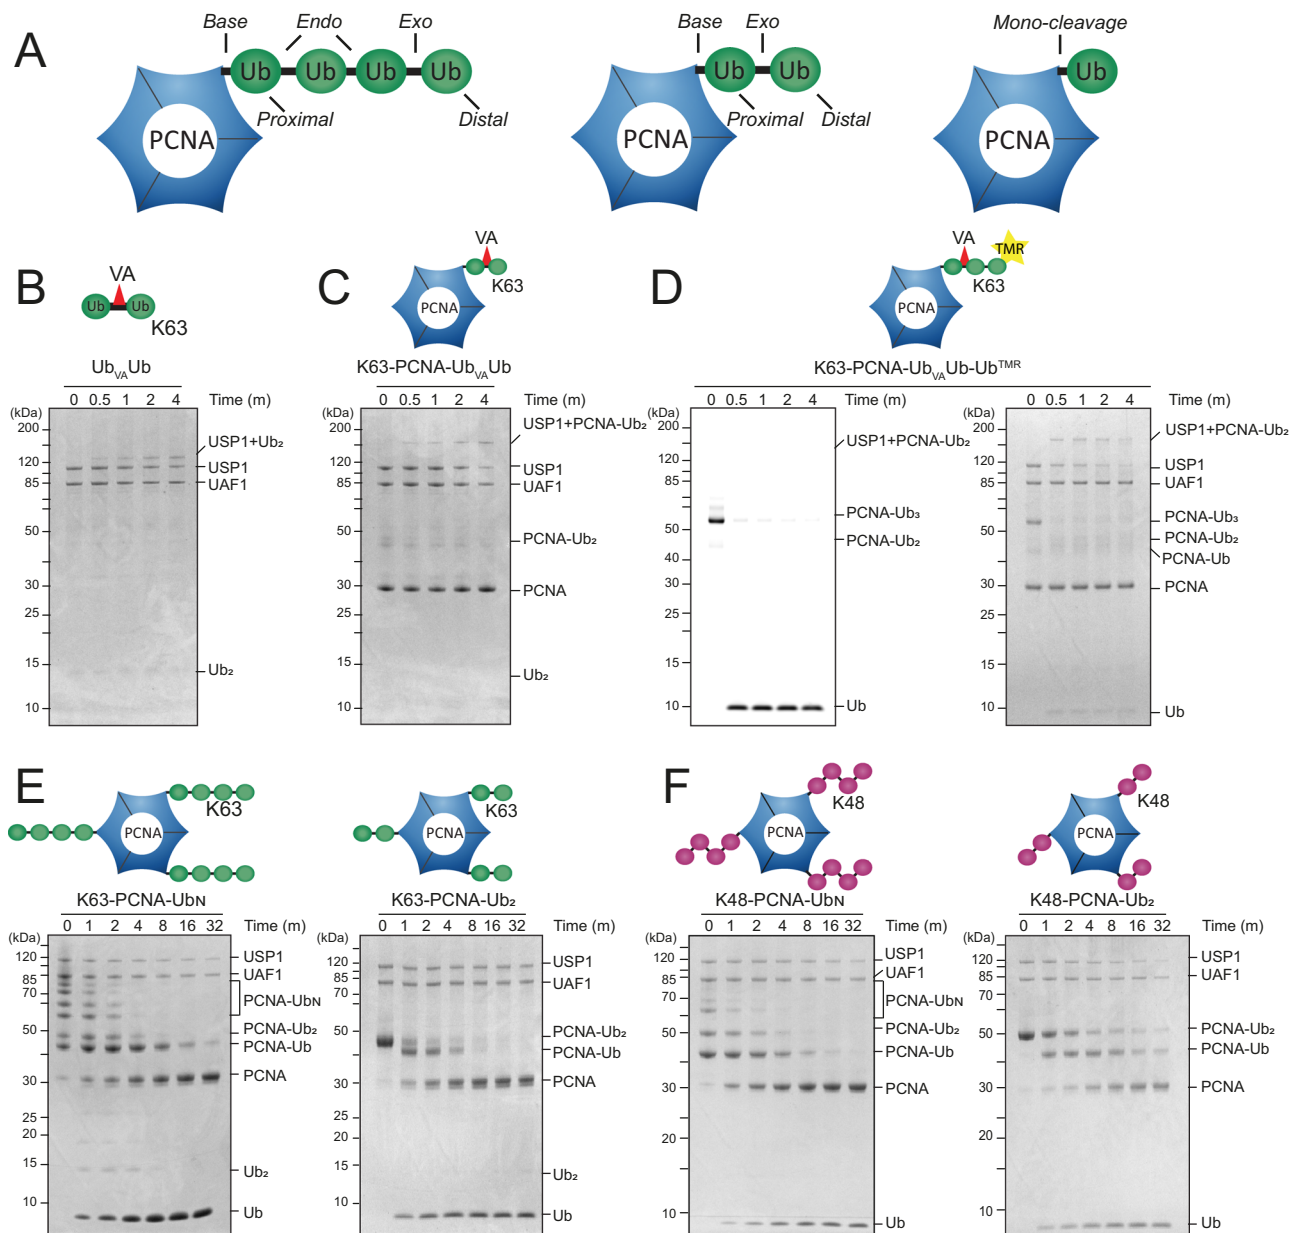 A
Base Endo Exo
Ub Ub Ub Ub
Proximal Distal
PCNA
Base Exo
Ub Ub
Proximal Distal
PCNA
Mono-cleavage
Ub
PCNA
B
VA
Ub Ub
K63
UbVAUb
0 0.5 1 2 4 Time (m)
(kDa)
200
120
85
50
30
25
15
10
USP1+Ub₂
USP1
UAF1
Ub₂
C
VA
K63
PCNA
K63-PCNA-UbVAUb
0 0.5 1 2 4 Time (m)
(kDa)
200
120
85
50
30
25
15
10
USP1+PCNA-Ub₂
USP1
UAF1
PCNA-Ub₂
PCNA
Ub₂
D
VA
TMR
K63
PCNA
K63-PCNA-UbVAUb-UbTMR
0 0.5 1 2 4 Time (m)
(kDa)
200
120
85
50
40
30
25
20
15
10
USP1+PCNA-Ub₂
PCNA-Ub₃
PCNA-Ub₂
Ub
0 0.5 1 2 4 Time (m)
(kDa)
200
120
85
50
30
25
15
10
USP1+PCNA-Ub₂
USP1
UAF1
PCNA-Ub₃
PCNA-Ub₂
PCNA-Ub
PCNA
Ub
E
K63
PCNA
K63-PCNA-UbN
0 1 2 4 8 16 32 Time (m)
(kDa)
120
85
70
50
30
25
20
10
USP1
UAF1
PCNA-UbN
PCNA-Ub₂
PCNA-Ub
PCNA
Ub₂
Ub
K63
PCNA
K63-PCNA-Ub₂
0 1 2 4 8 16 32 Time (m)
(kDa)
120
85
70
50
30
25
20
10
USP1
UAF1
PCNA-Ub₂
PCNA-Ub
PCNA
Ub₂
Ub
F
K48
PCNA
K48-PCNA-UbN
0 1 2 4 8 16 32 Time (m)
(kDa)
120
85
70
50
30
20
10
USP1
UAF1
PCNA-UbN
PCNA-Ub₂
PCNA-Ub
PCNA
Ub
K48
PCNA
K48-PCNA-Ub₂
0 1 2 4 8 16 32 Time (m)
(kDa)
120
85
70
50
30
20
10
USP1
UAF1
PCNA-Ub₂
PCNA-Ub
PCNA
Ub